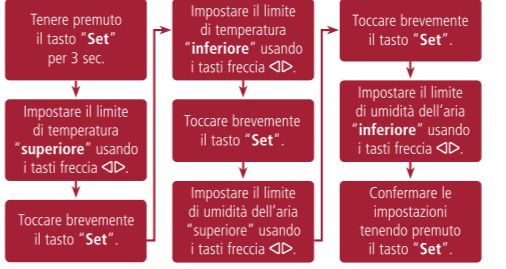 Tenere premuto
il tasto "Set"
per 3 sec.
Impostare il limite
di temperatura
"superiore" usando
i tasti freccia ◁▷.
Toccare brevemente
il tasto "Set".
Impostare il limite
di temperatura
"inferiore" usando
i tasti freccia ◁▷.
Toccare brevemente
il tasto "Set".
Impostare il limite
di umidità dell'aria
"superiore" usando
i tasti freccia ◁▷.
Toccare brevemente
il tasto "Set".
Impostare il limite
di umidità dell'aria
"inferiore" usando
i tasti freccia ◁▷.
Confermare le
impostazioni
tenendo premuto
il tasto "Set".